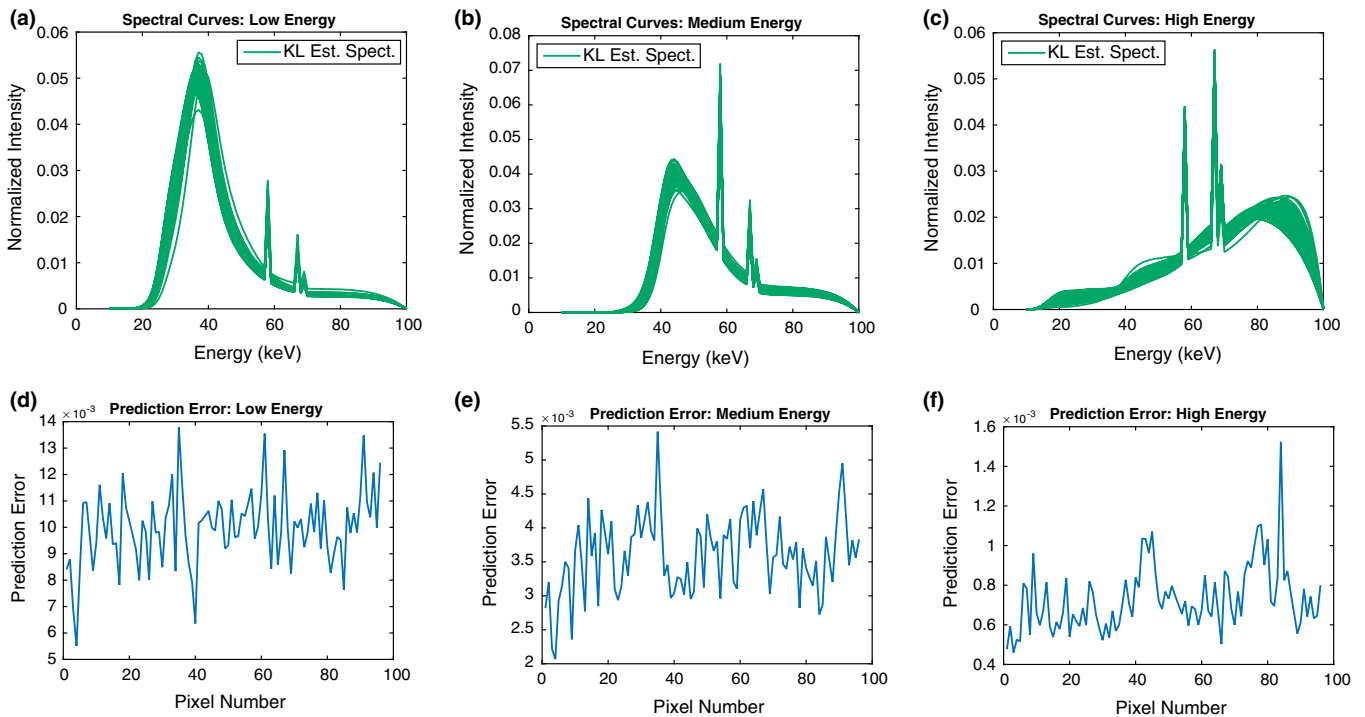 (a)
Spectral Curves: Low Energy
KL Est. Spect.
0.06
0.05
0.04
0.03
0.02
0.01
0
Normalized Intensity
0 20 40 60 80 100
Energy (keV)
(b)
Spectral Curves: Medium Energy
KL Est. Spect.
0.08
0.07
0.06
0.05
0.04
0.03
0.02
0.01
0
Normalized Intensity
0 20 40 60 80 100
Energy (keV)
(c)
Spectral Curves: High Energy
KL Est. Spect.
0.06
0.05
0.04
0.03
0.02
0.01
0
Normalized Intensity
0 20 40 60 80 100
Energy (keV)
(d)
Prediction Error: Low Energy
× 10⁻³
14
13
12
11
10
9
8
7
6
5
Prediction Error
0 20 40 60 80 100
Pixel Number
(e)
Prediction Error: Medium Energy
× 10⁻³
5.5
5
4.5
4
3.5
3
2.5
2
Prediction Error
0 20 40 60 80 100
Pixel Number
(f)
Prediction Error: High Energy
× 10⁻³
1.6
1.4
1.2
1.0
0.8
0.6
0.4
Prediction Error
0 20 40 60 80 100
Pixel Number